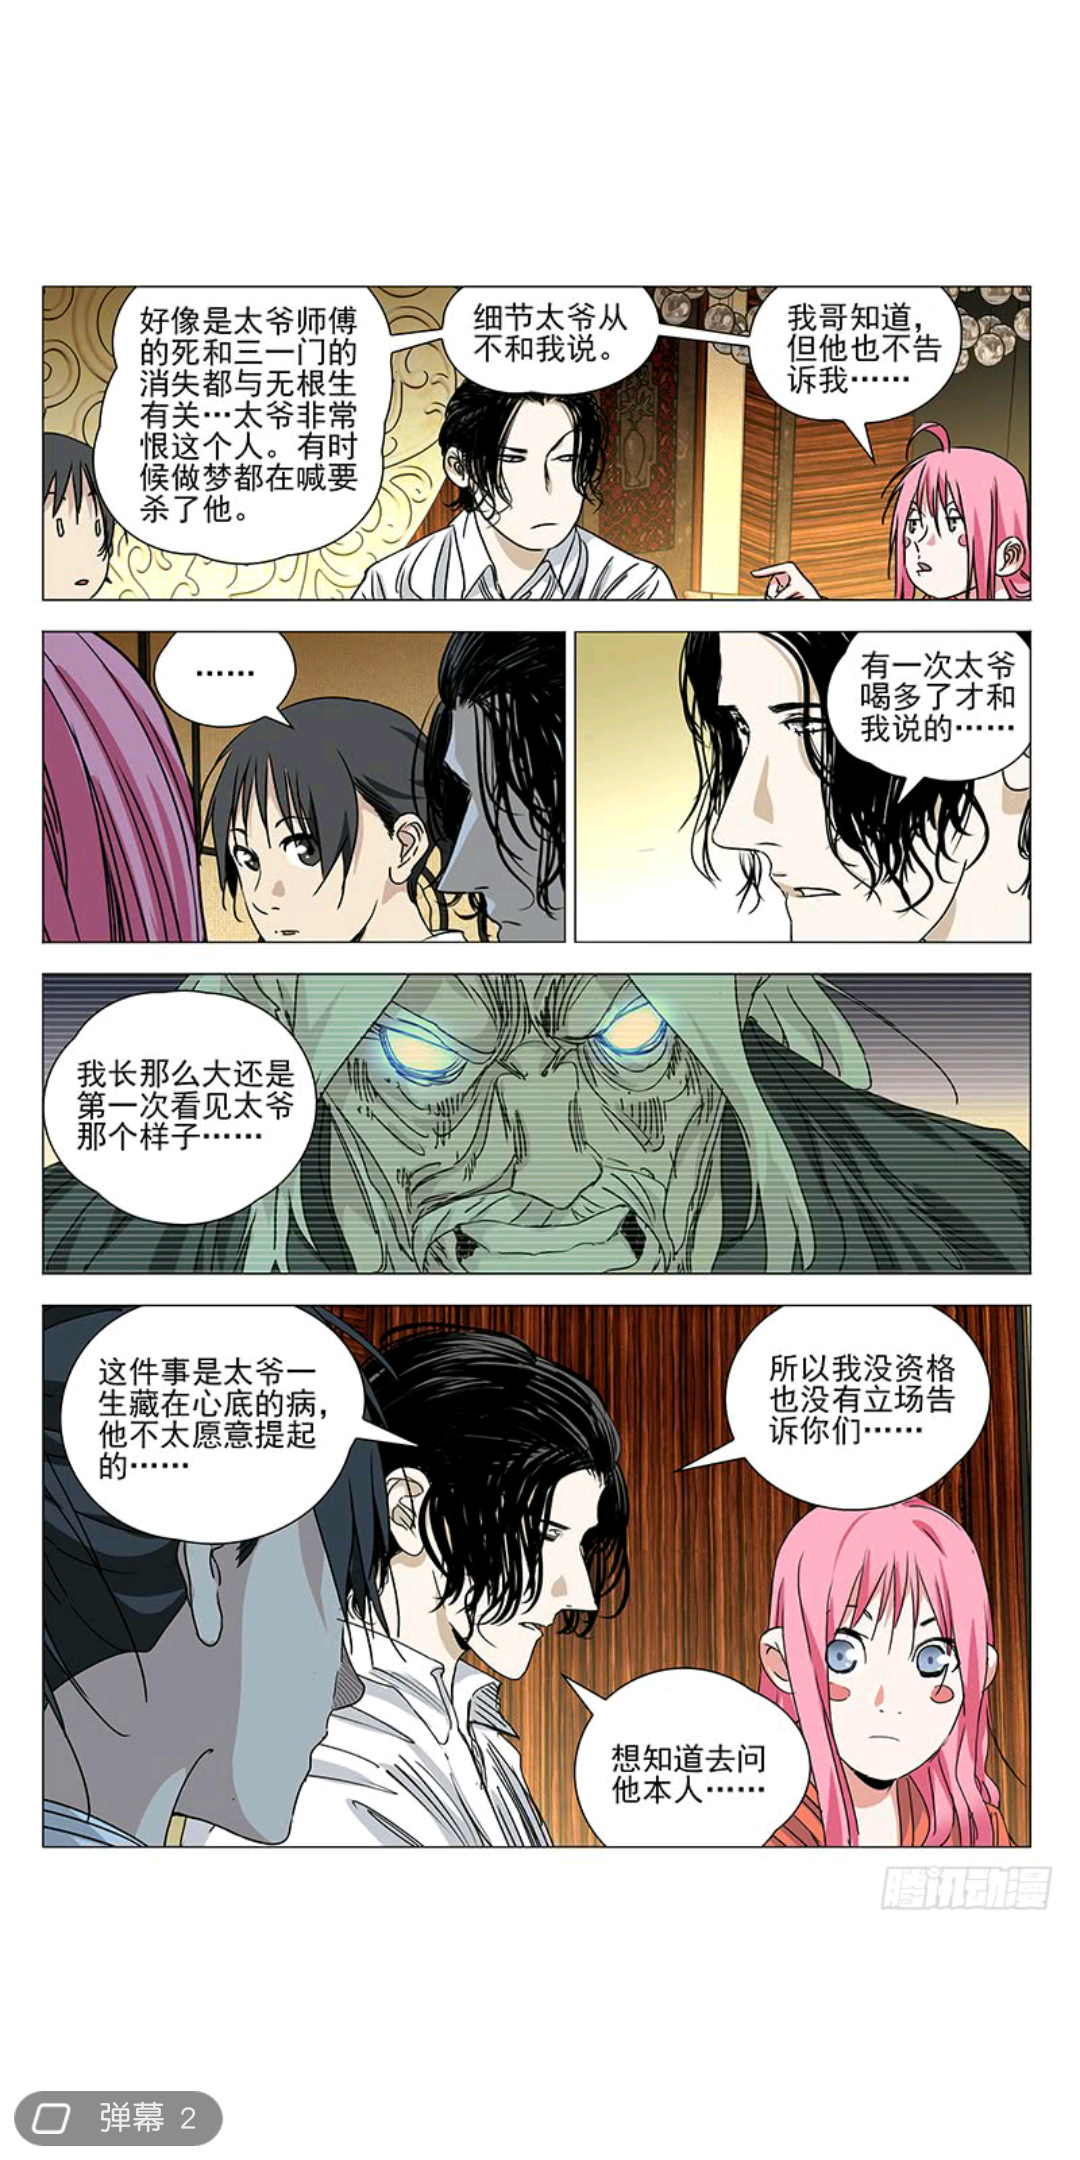 好像是太爷师傅
的死和三一门的
消失都与无根生
有关…太爷非常
恨这个人。有时
候做梦都在喊要
杀了他。
细节太爷从
不和我说。
我哥知道，
但他也不告
诉我……
……
有一次太爷
喝多了才和
我说的……
我长那么大还是
第一次看见太爷
那个样子……
这件事是太爷一
生藏在心底的病，
他不太愿意提起
的……
所以我没资格
也没有立场告
诉你们……
想知道去问
他本人……
腾讯动漫
弹幕 2